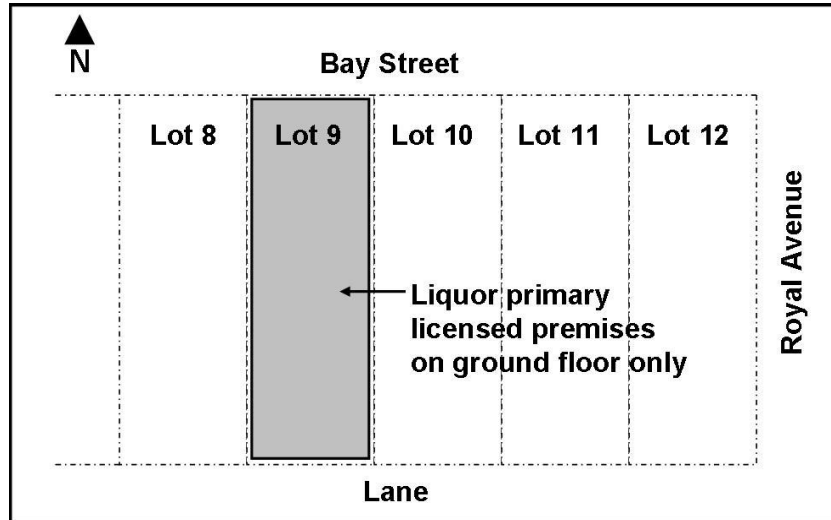 N
Bay Street
Lot 8
Lot 9
Lot 10
Lot 11
Lot 12
Royal Avenue
Liquor primary
licensed premises
on ground floor only
Lane